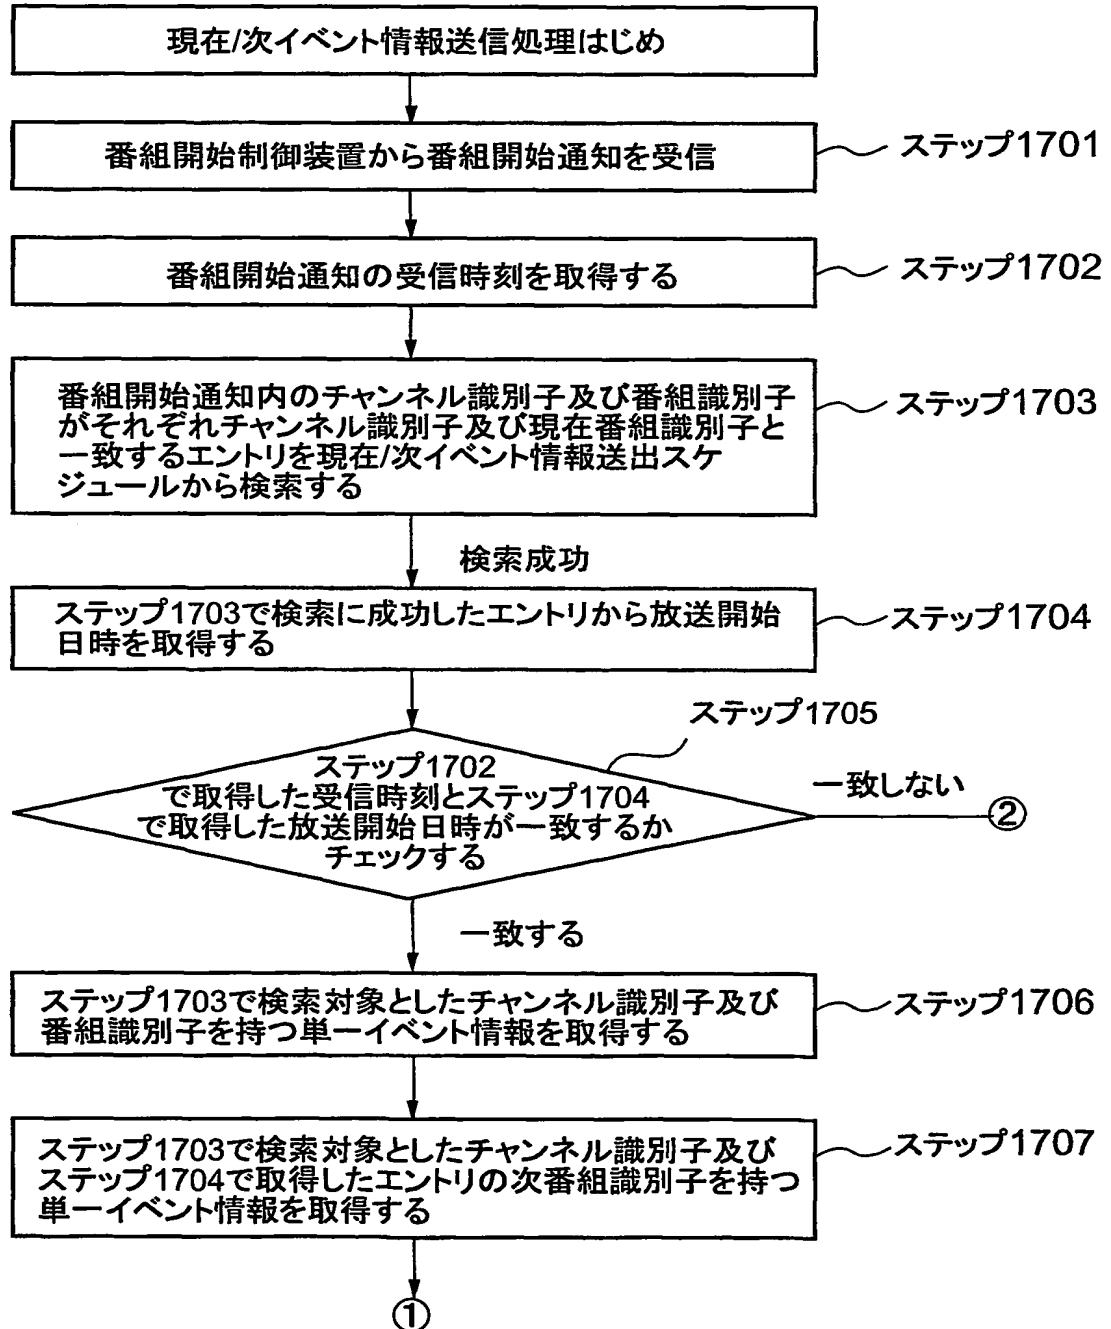 現在/次イベント情報送信処理はじめ
番組開始制御装置から番組開始通知を受信
ステップ1701
番組開始通知の受信時刻を取得する
ステップ1702
番組開始通知内のチャンネル識別子及び番組識別子
がそれぞれチャンネル識別子及び現在番組識別子と
一致するエントリを現在/次イベント情報送出スケ
ジュールから検索する
ステップ1703
検索成功
ステップ1703で検索に成功したエントリから放送開始
日時を取得する
ステップ1704
ステップ1705
ステップ1702
で取得した受信時刻とステップ1704
で取得した放送開始日時が一致するか
チェックする
一致しない
②
一致する
ステップ1703で検索対象としたチャンネル識別子及び
番組識別子を持つ単一イベント情報を取得する
ステップ1706
ステップ1703で検索対象としたチャンネル識別子及び
ステップ1704で取得したエントリの次番組識別子を持つ
単一イベント情報を取得する
ステップ1707
①